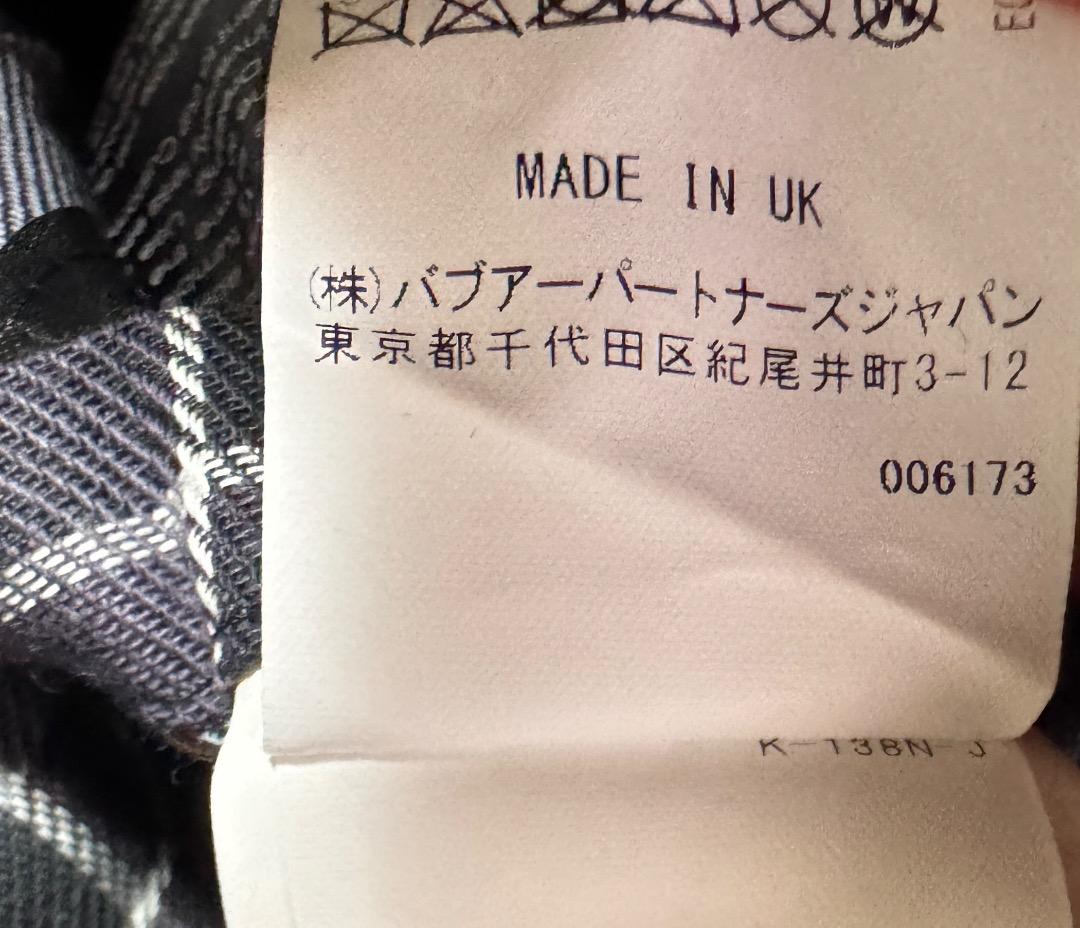 MADE IN UK
(株)バブアーパートナーズジャパン
東京都千代田区紀尾井町3-12
006173